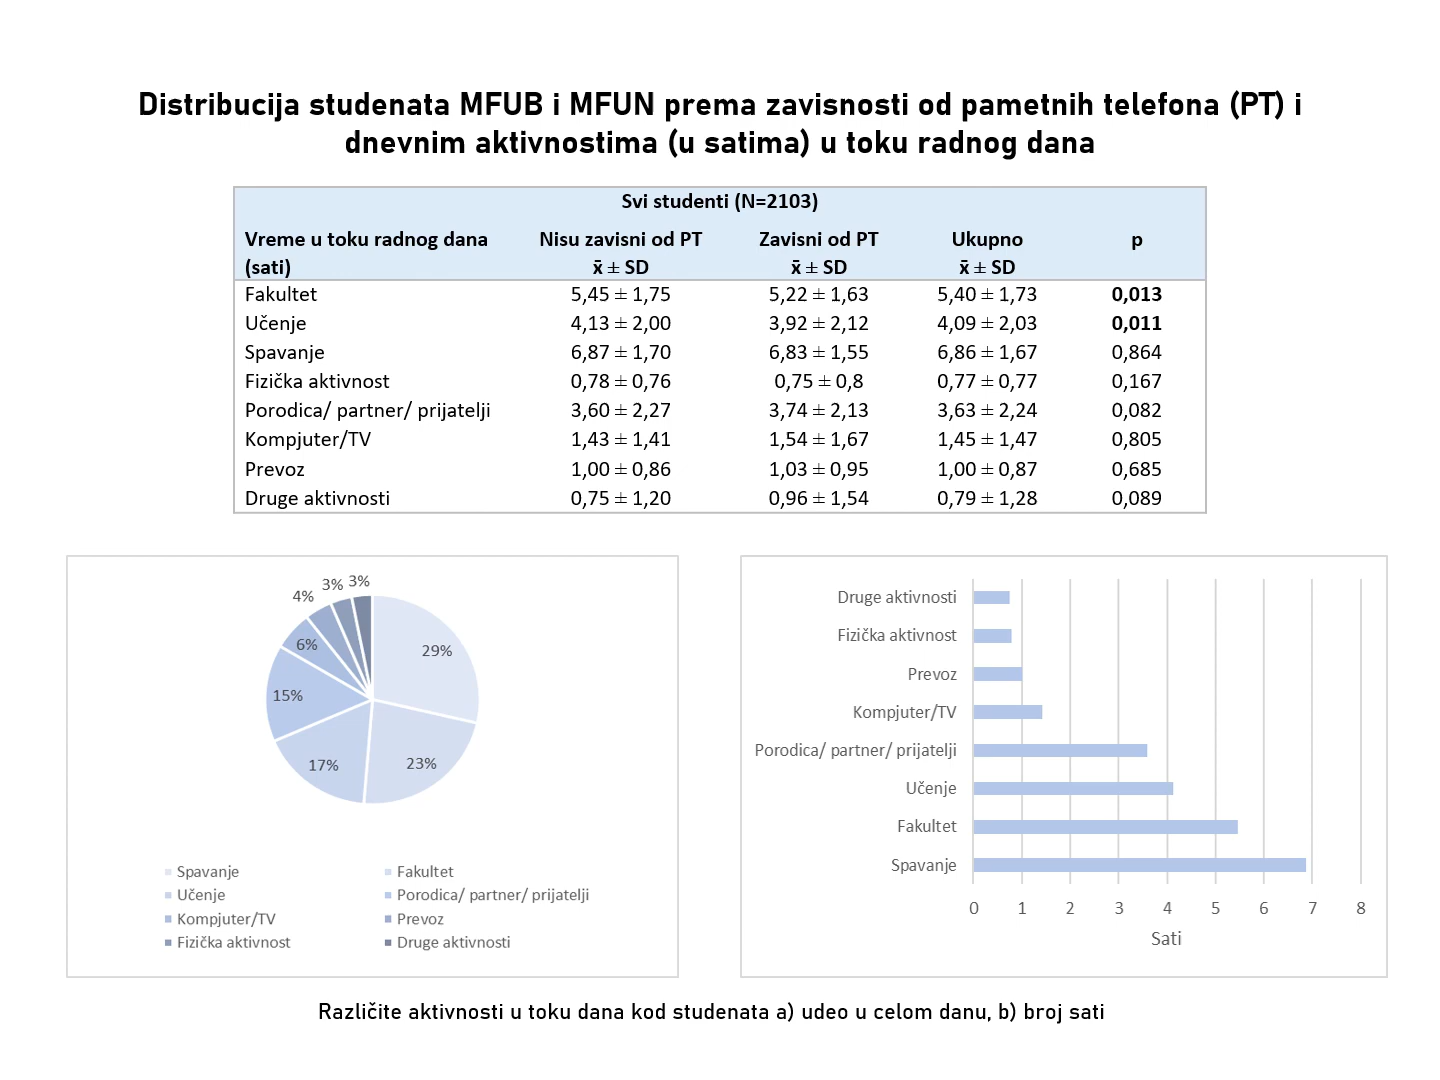 Distribucija studenata MFUB i MFUN prema zavisnosti od pametnih telefona (PT) i
dnevnim aktivnostima (u satima) u toku radnog dana
Svi studenti (N=2103)
Vreme u toku radnog dana (sati) Nisu zavisni od PT x̄ ± SD Zavisni od PT x̄ ± SD Ukupno x̄ ± SD p
Fakultet 5,45 ± 1,75 5,22 ± 1,63 5,40 ± 1,73 0,013
Učenje 4,13 ± 2,00 3,92 ± 2,12 4,09 ± 2,03 0,011
Spavanje 6,87 ± 1,70 6,83 ± 1,55 6,86 ± 1,67 0,864
Fizička aktivnost 0,78 ± 0,76 0,75 ± 0,8 0,77 ± 0,77 0,167
Porodica/ partner/ prijatelji 3,60 ± 2,27 3,74 ± 2,13 3,63 ± 2,24 0,082
Kompjuter/TV 1,43 ± 1,41 1,54 ± 1,67 1,45 ± 1,47 0,805
Prevoz 1,00 ± 0,86 1,03 ± 0,95 1,00 ± 0,87 0,685
Druge aktivnosti 0,75 ± 1,20 0,96 ± 1,54 0,79 ± 1,28 0,089
29%
23%
17%
15%
6%
4%
3%
3%
Spavanje
Fakultet
Učenje
Porodica/ partner/ prijatelji
Kompjuter/TV
Prevoz
Fizička aktivnost
Druge aktivnosti
Druge aktivnosti
Fizička aktivnost
Prevoz
Kompjuter/TV
Porodica/ partner/ prijatelji
Učenje
Fakultet
Spavanje
0 1 2 3 4 5 6 7 8
Sati
Različite aktivnosti u toku dana kod studenata a) udeo u celom danu, b) broj sati